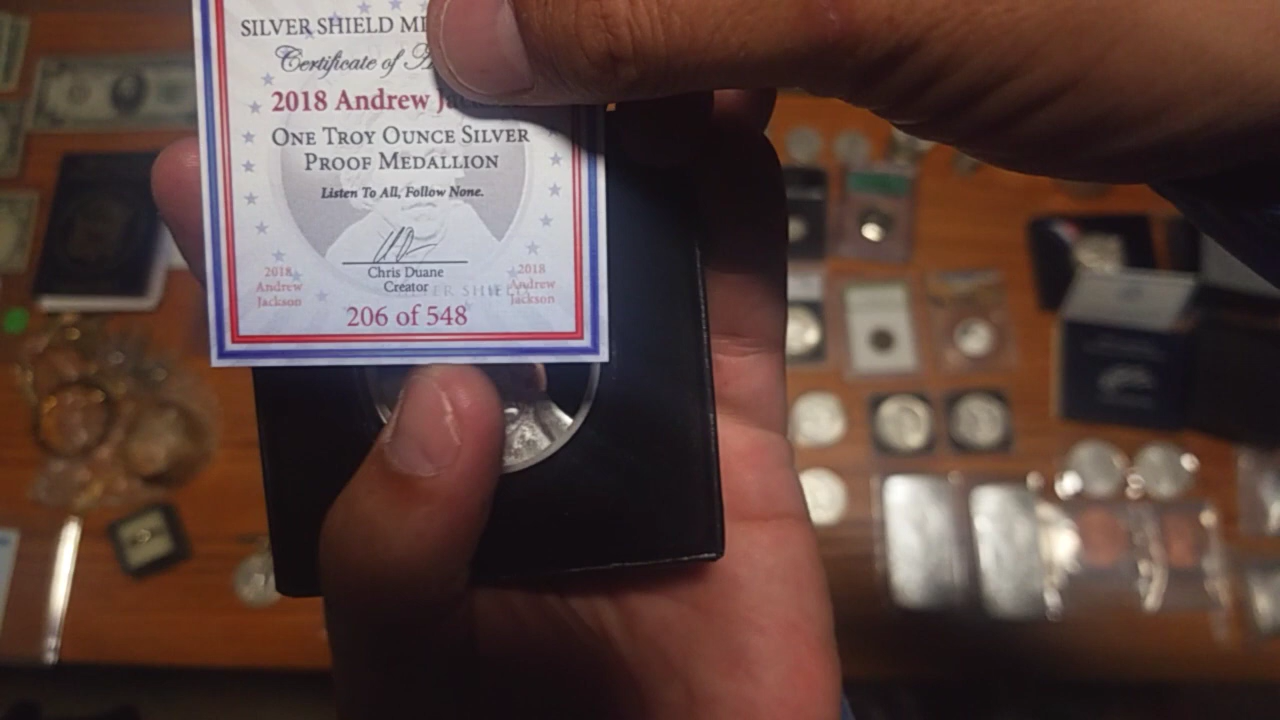 SILVER SHIELD MI
Certificate of A
2018 Andrew Ja
ONE TROY OUNCE SILVER
PROOF MEDALLION
Listen To All, Follow None.
Chris Duane
Creator
2018
Andrew
Jackson
2018
Andrew
Jackson
206 of 548